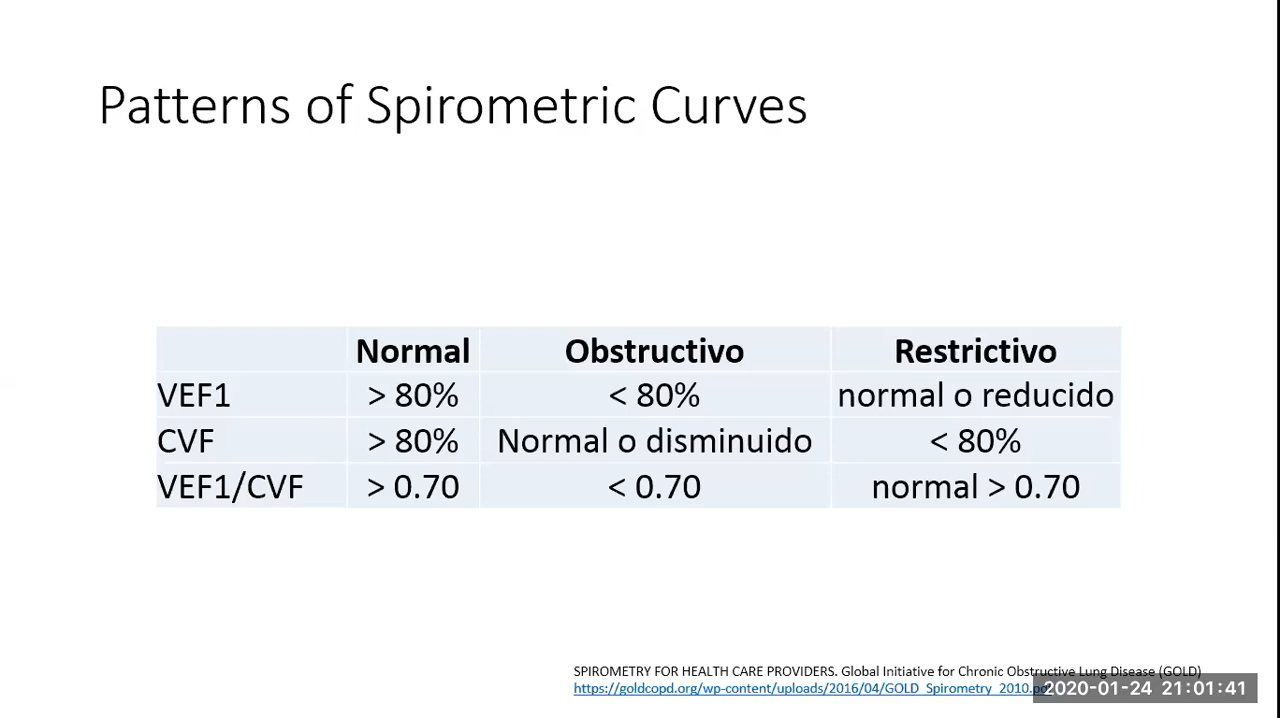 Patterns of Spirometric Curves
Normal Obstructivo Restrictivo
VEF1 > 80% < 80% normal o reducido
CVF > 80% Normal o disminuido < 80%
VEF1/CVF > 0.70 < 0.70 normal > 0.70
SPIROMETRY FOR HEALTH CARE PROVIDERS. Global Initiative for Chronic Obstructive Lung Disease (GOLD)
https://goldcopd.org/wp-content/uploads/2016/04/GOLD_Spirometry_2010.p
2020-01-24 21:01:41